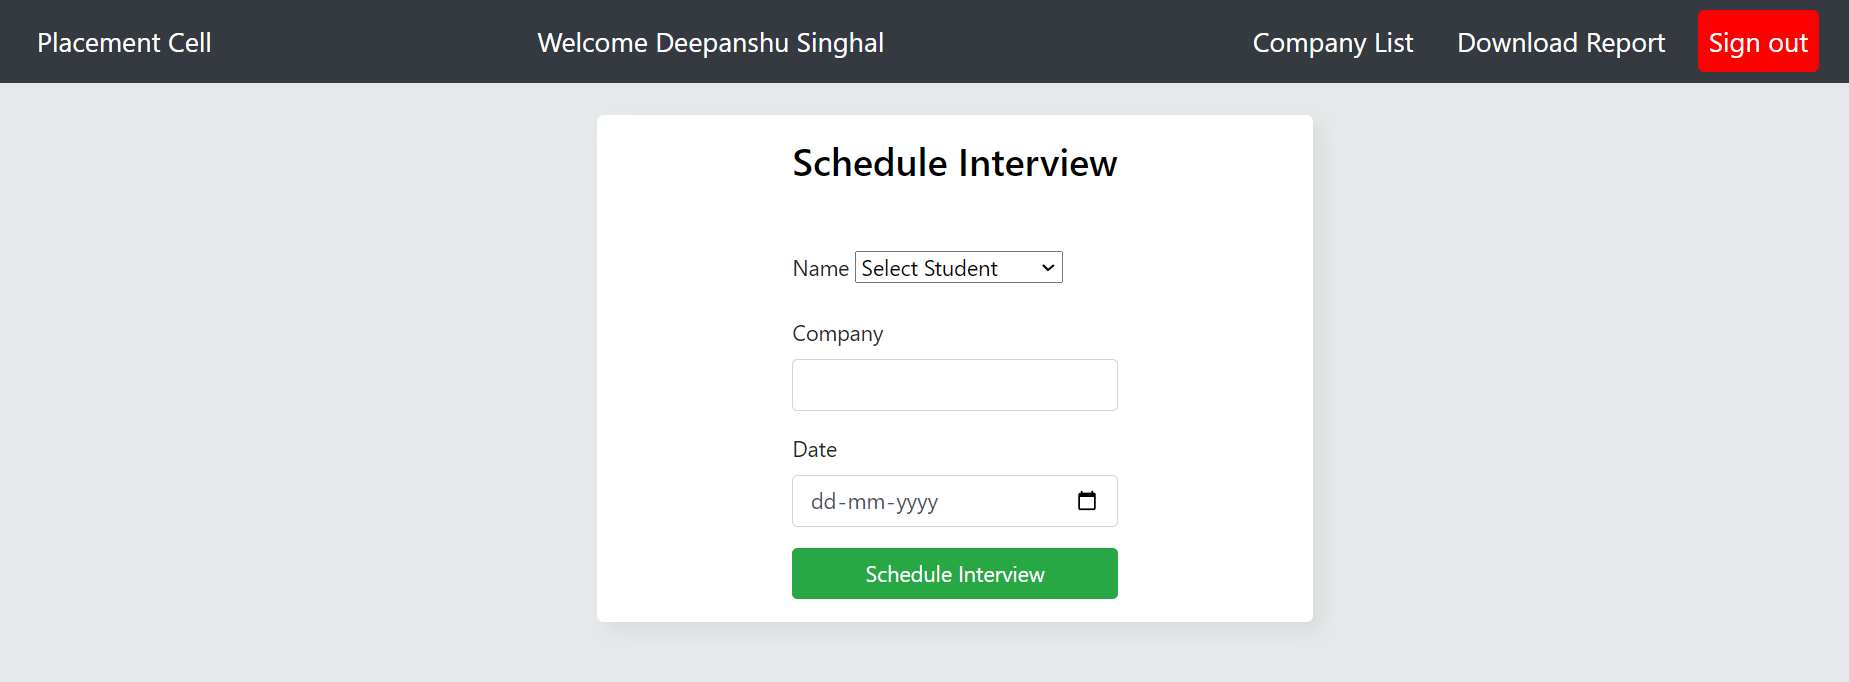 Placement Cell Welcome Deepanshu Singhal Company List Download Report Sign out
Schedule Interview
Name Select Student
Company
Date
dd-mm-yyyy
Schedule Interview